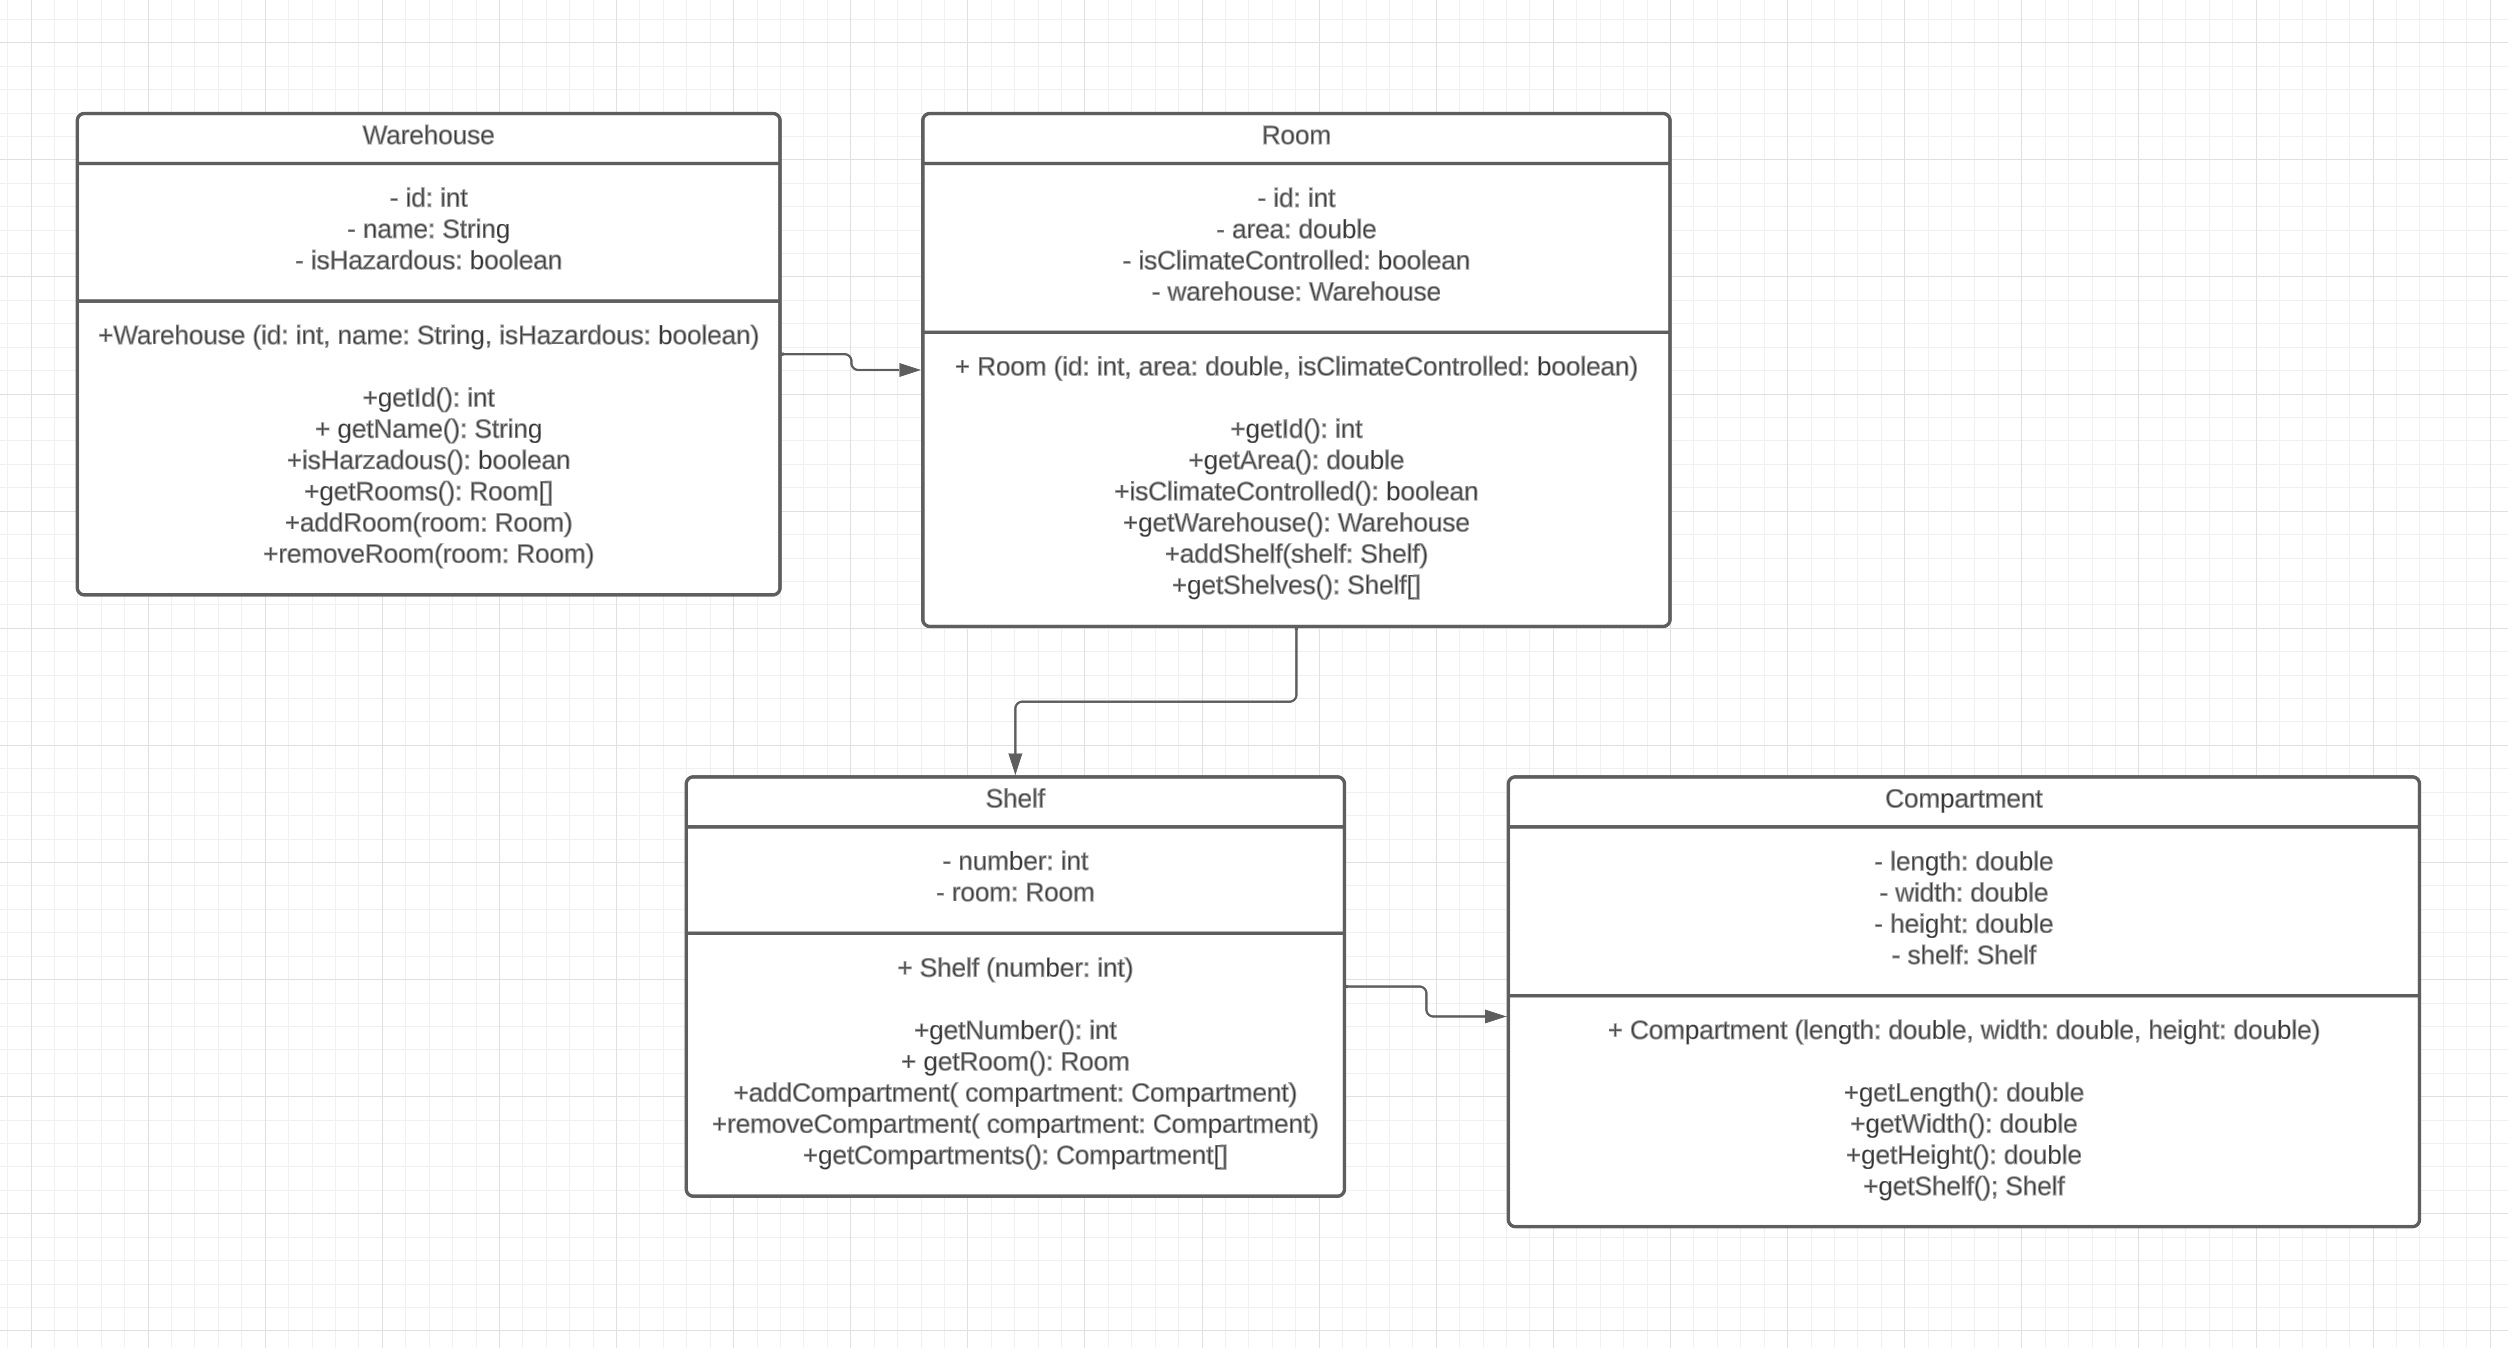 Warehouse
- id: int
- name: String
- isHazardous: boolean
+Warehouse (id: int, name: String, isHazardous: boolean)
+getId(): int
+ getName(): String
+isHarzadous(): boolean
+getRooms(): Room[]
+addRoom(room: Room)
+removeRoom(room: Room)
Room
- id: int
- area: double
- isClimateControlled: boolean
- warehouse: Warehouse
+ Room (id: int, area: double, isClimateControlled: boolean)
+getId(): int
+getArea(): double
+isClimateControlled(): boolean
+getWarehouse(): Warehouse
+addShelf(shelf: Shelf)
+getShelves(): Shelf[]
Shelf
- number: int
- room: Room
+ Shelf (number: int)
+getNumber(): int
+ getRoom(): Room
+addCompartment( compartment: Compartment)
+removeCompartment( compartment: Compartment)
+getCompartments(): Compartment[]
Compartment
- length: double
- width: double
- height: double
- shelf: Shelf
+ Compartment (length: double, width: double, height: double)
+getLength(): double
+getWidth(): double
+getHeight(): double
+getShelf(); Shelf